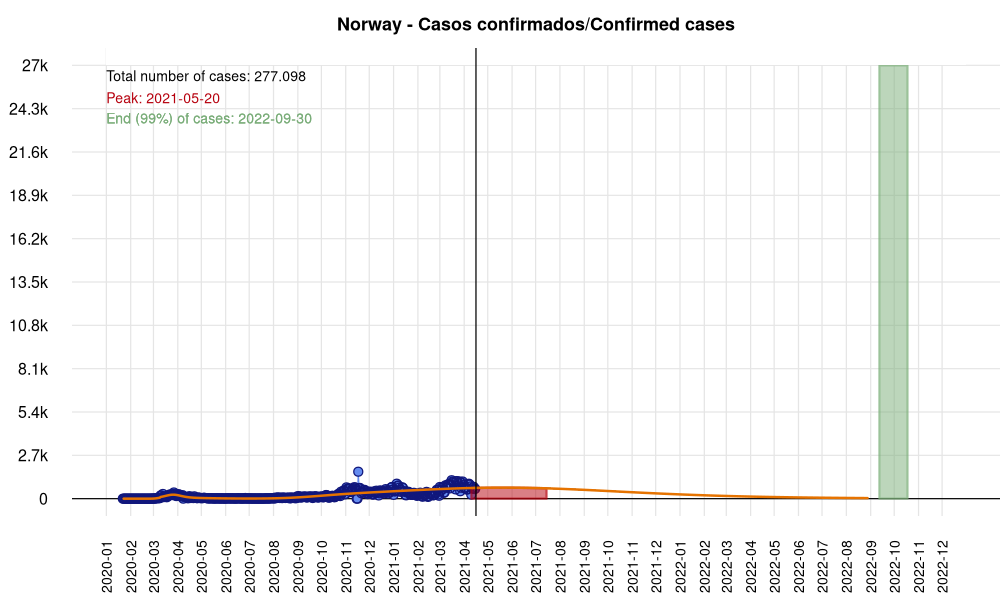 Norway - Casos confirmados/Confirmed cases
Total number of cases: 277.098
Peak: 2021-05-20
End (99%) of cases: 2022-09-30
27k
24.3k
21.6k
18.9k
16.2k
13.5k
10.8k
8.1k
5.4k
2.7k
0
2020-01
2020-02
2020-03
2020-04
2020-05
2020-06
2020-07
2020-08
2020-09
2020-10
2020-11
2020-12
2021-01
2021-02
2021-03
2021-04
2021-05
2021-06
2021-07
2021-08
2021-09
2021-10
2021-11
2021-12
2022-01
2022-02
2022-03
2022-04
2022-05
2022-06
2022-07
2022-08
2022-09
2022-10
2022-11
2022-12